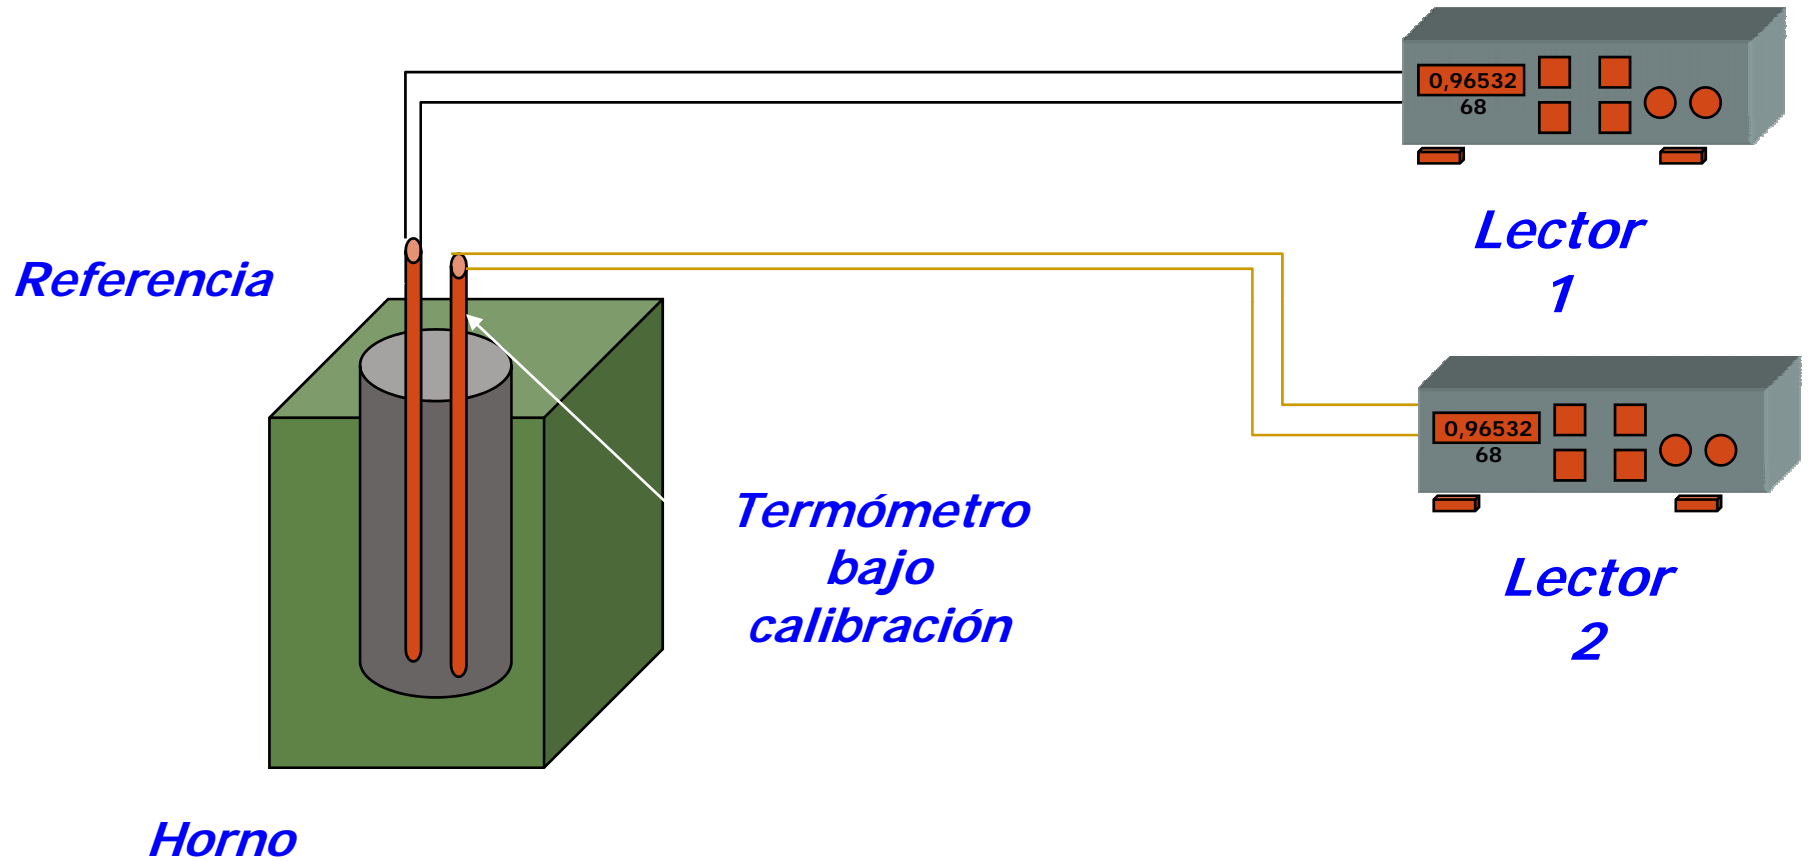 0,96532
68
Lector
1
Referencia
0,96532
68
Termómetro
bajo
calibración
Lector
2
Horno